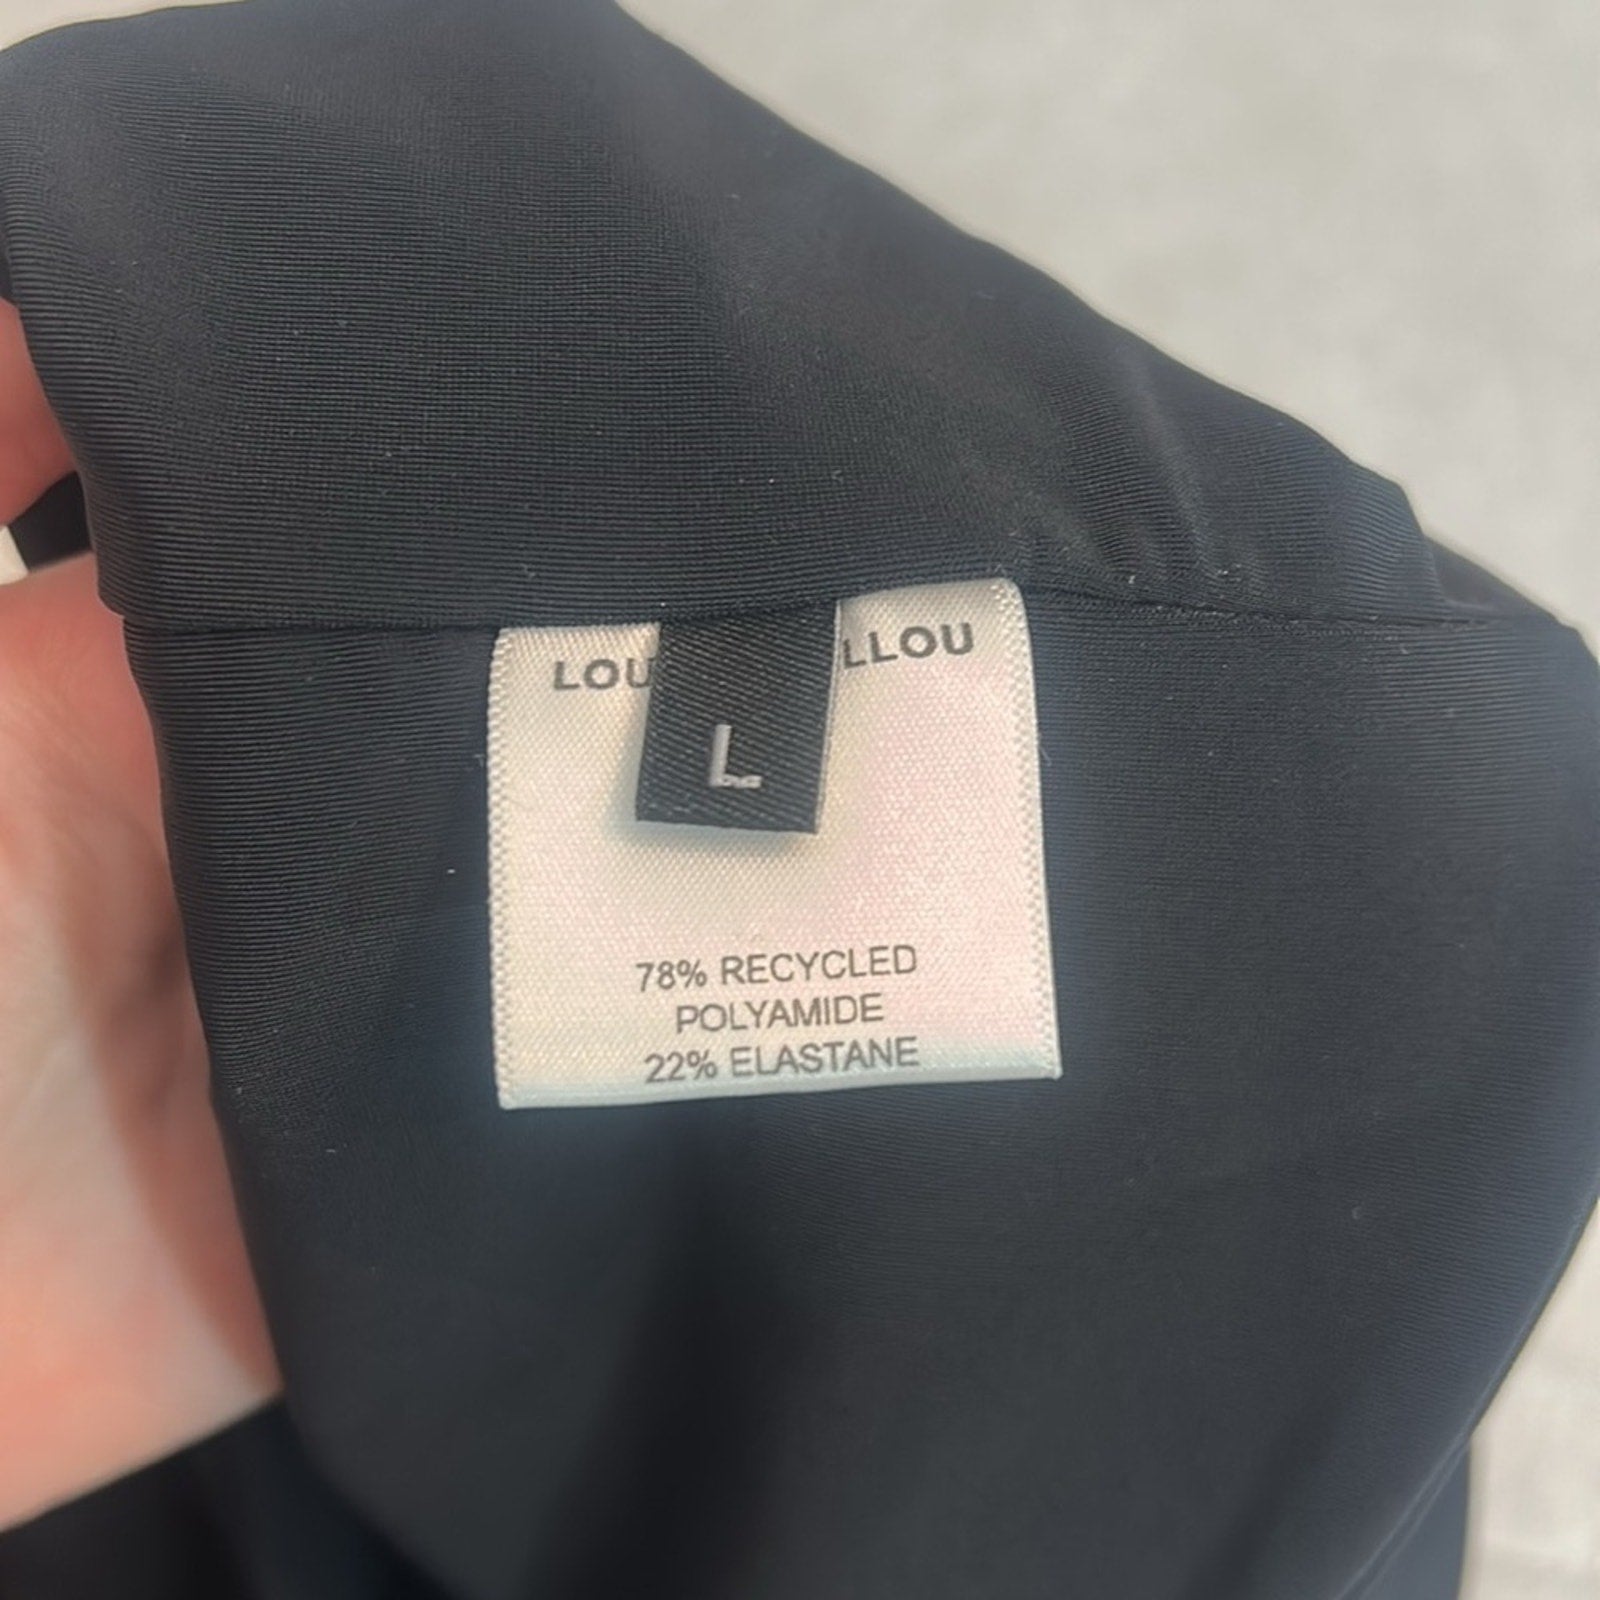 LOU LLOU
L
78% RECYCLED
POLYAMIDE
22% ELASTANE